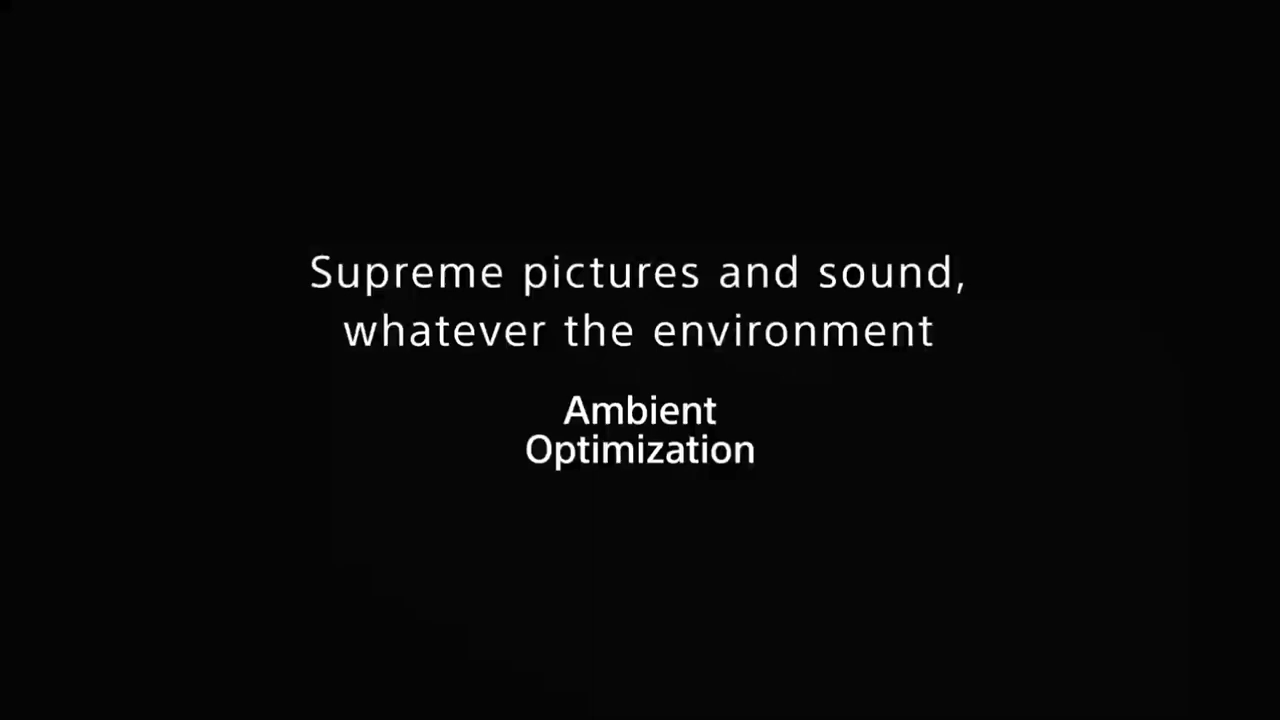 Supreme pictures and sound,
whatever the environment
Ambient
Optimization